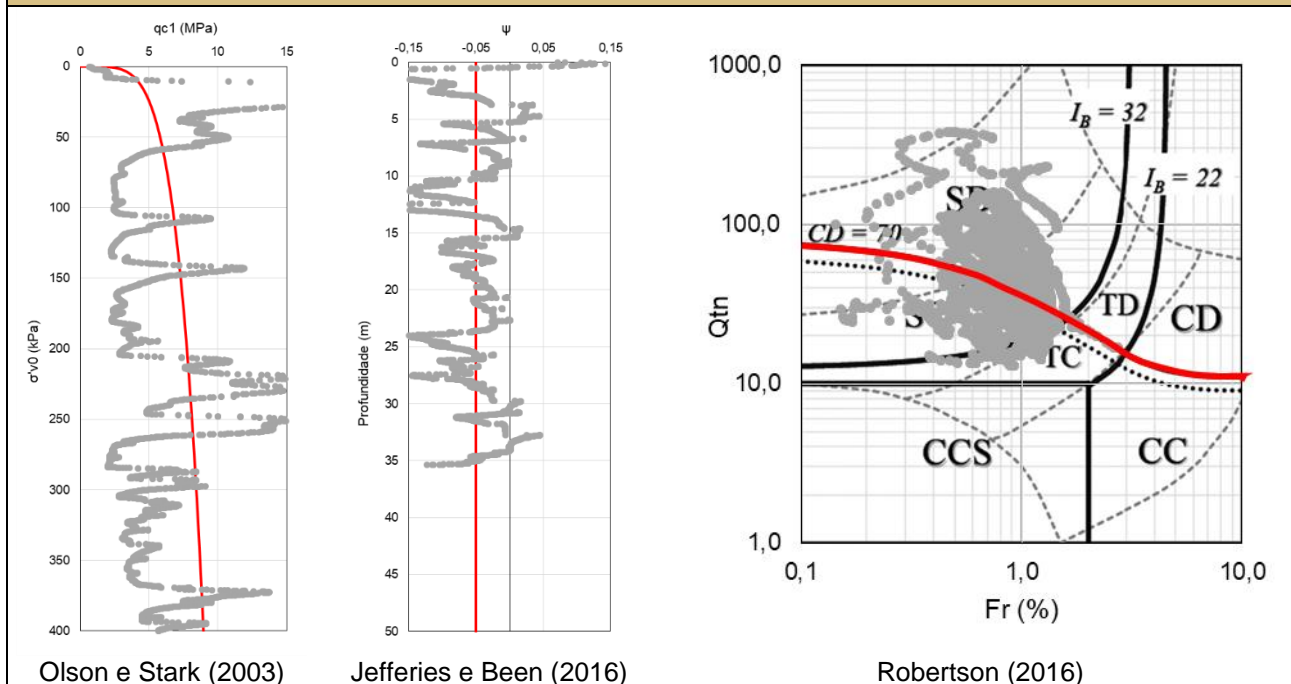 qc1 (MPa)
0 5 10 15
0
50
100
150
200
250
300
350
400
σ'v0 (kPa)
Olson e Stark (2003)
ψ
-0,15 -0,05 0,05 0,15
0
5
10
15
20
25
30
35
40
45
50
Profundidade (m)
Jefferies e Been (2016)
1000,0
100,0
10,0
1,0
Qtn
0,1 1,0 10,0
Fr (%)
I_B = 32
I_B = 22
CD = 70
TD
CD
TC
CCS
CC
Robertson (2016)